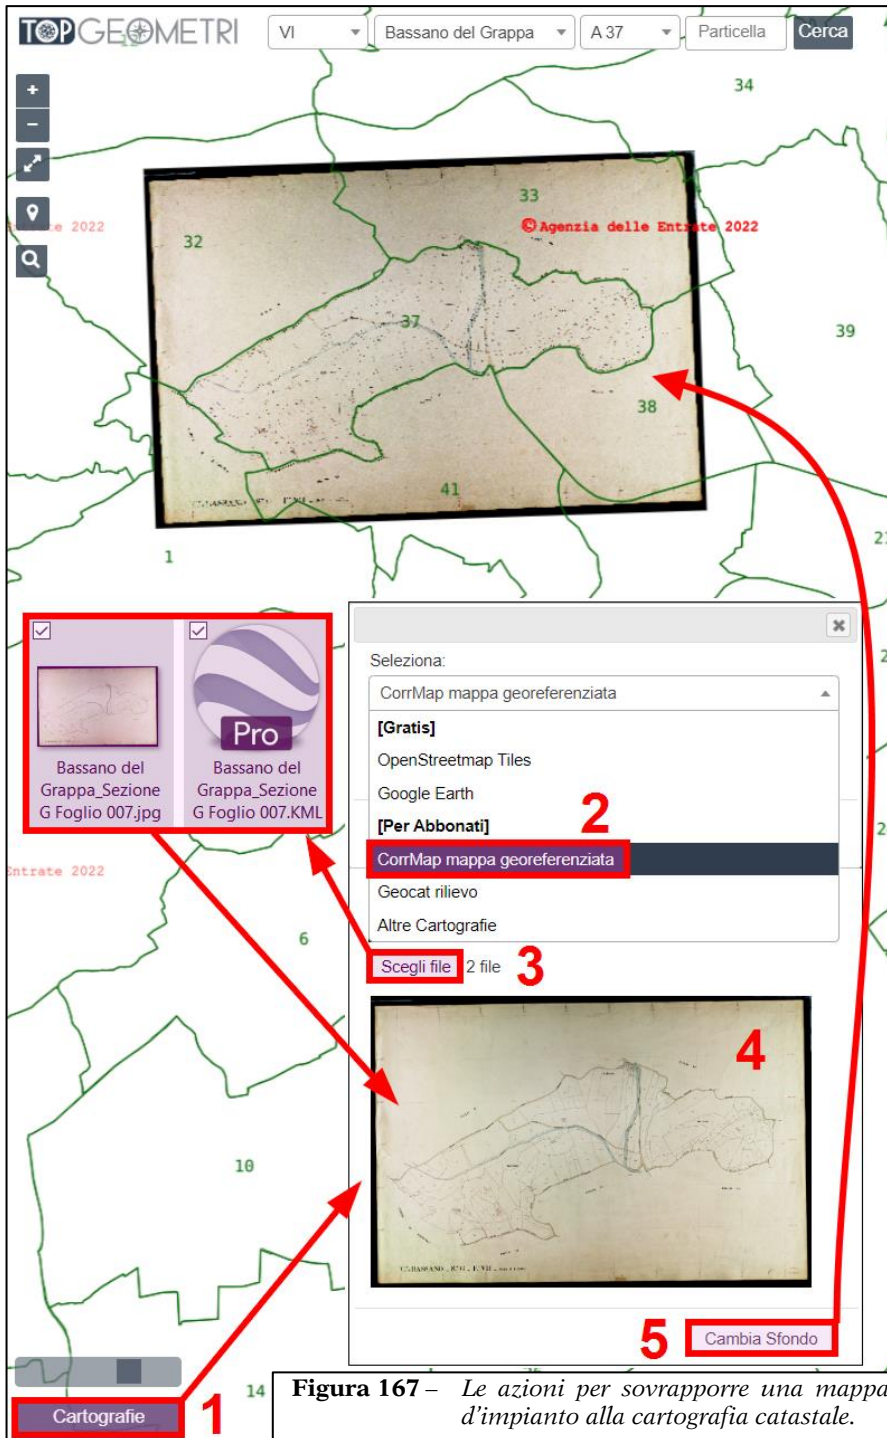 TOPGEOMETRI
VI
Bassano del Grappa
A 37
Particella
Cerca
+
−
34
33
ntrate 2022
© Agenzia delle Entrate 2022
32
37
39
38
41
1
2
Seleziona:
CorrMap mappa georeferenziata
[Gratis]
OpenStreetmap Tiles
Google Earth
[Per Abbonati]
2
CorrMap mappa georeferenziata
Geocat rilievo
Altre Cartografie
Scegli file
2 file
3
Pro
Bassano del
Grappa_Sezione
G Foglio 007.jpg
Bassano del
Grappa_Sezione
G Foglio 007.KML
Entrate 2022
6
4
10
5
Cambia Sfondo
Cartografie
1
14
Figura 167 – Le azioni per sovrapporre una mappa
d'impianto alla cartografia catastale.